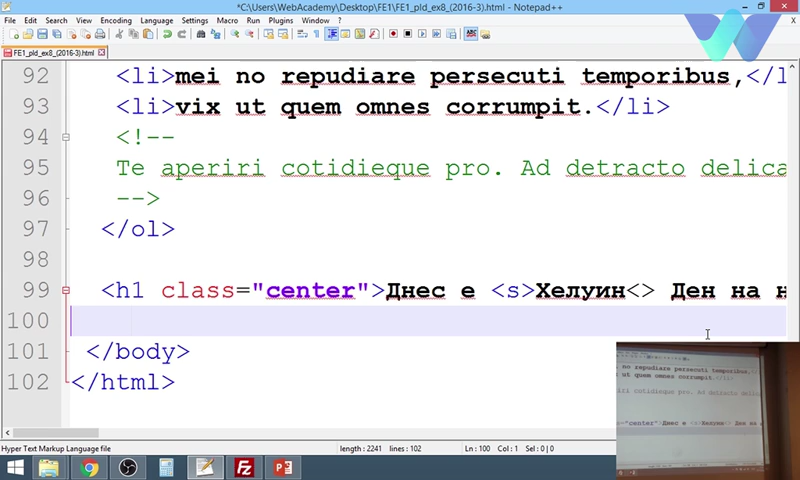 *C:\Users\WebAcademy\Desktop\FE1\FE1_pld_ex8_(2016-3).html - Notepad++
File Edit Search View Encoding Language Settings Macro Run Plugins Window ?
FE1_pld_ex8_(2016-3).html
92 <li>mei no repudiare persecuti temporibus,</l
93 <li>vix ut quem omnes corrumpit.</li>
94 <!--
95 Te aperiri cotidieque pro. Ad detracto delica
96 -->
97 </ol>
98
99 <h1 class="center">Днес е <s>Хелуин<> Ден на н
100
101 </body>
102 </html>
Hyper Text Markup Language file length : 2241 lines : 102 Ln : 100 Col : 1 Sel : 0 | 0